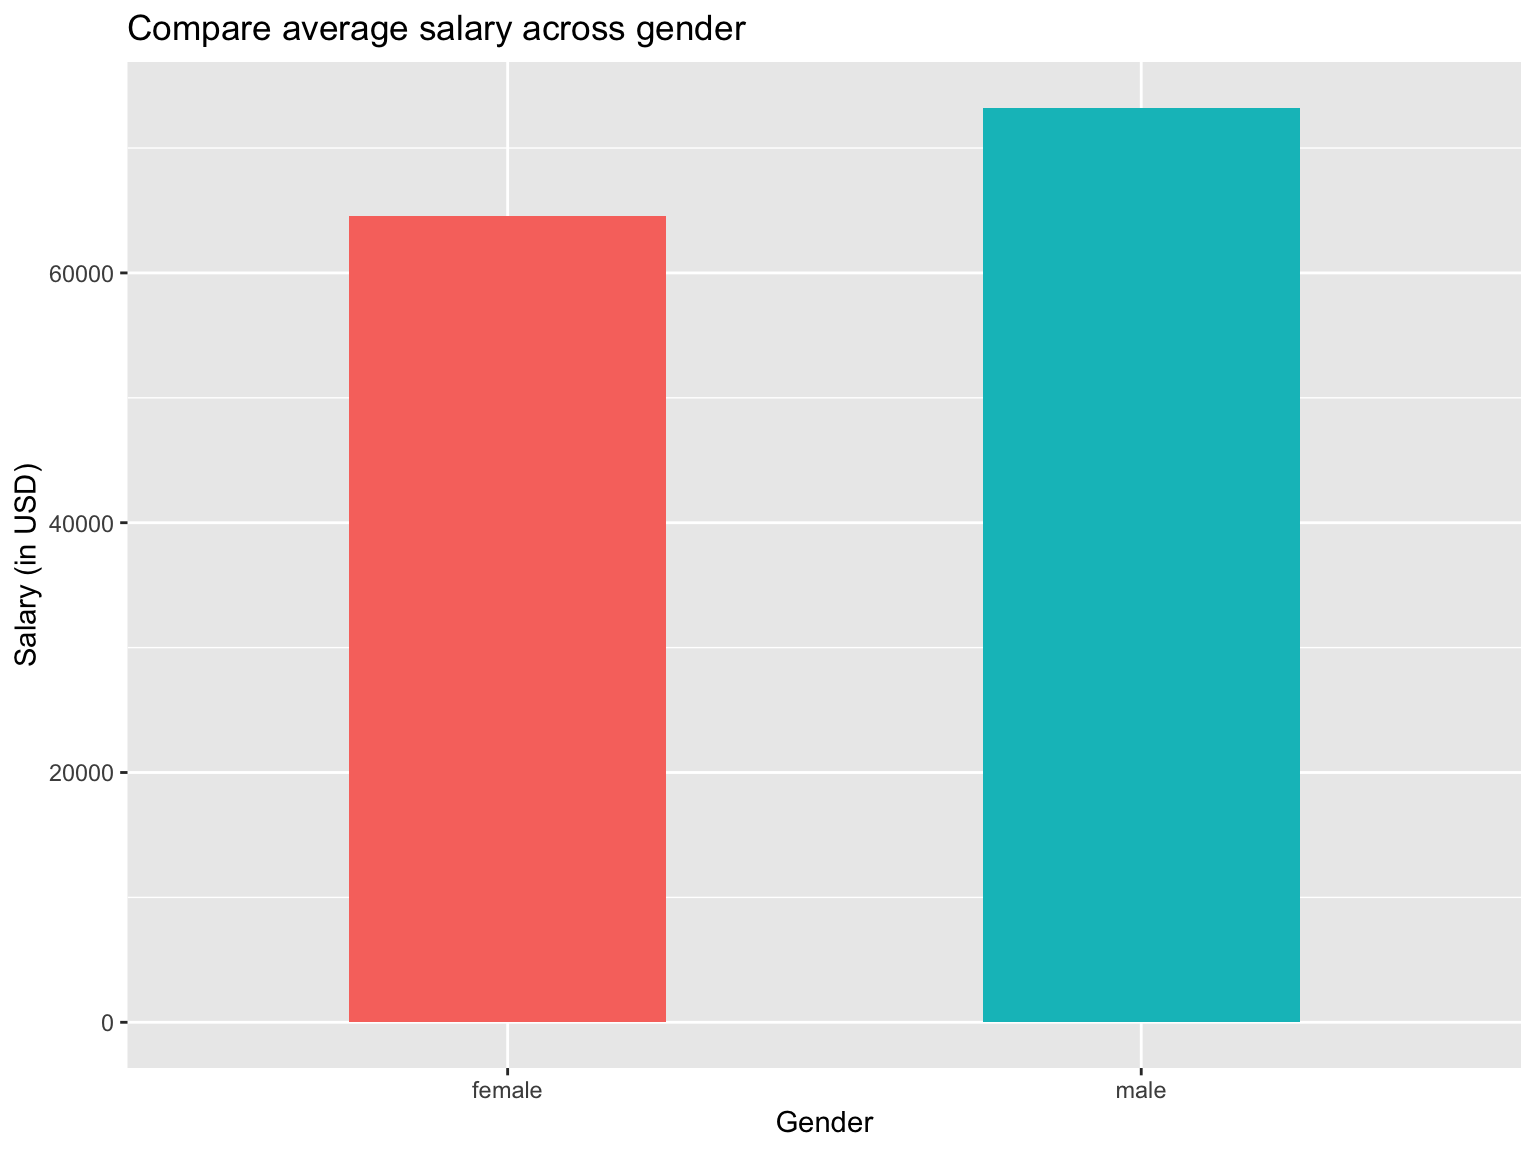 Compare average salary across gender
Salary (in USD)
60000
40000
20000
0
female
male
Gender